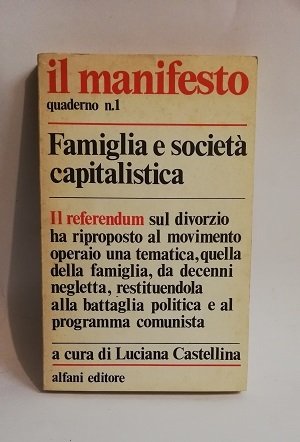 il manifesto
quaderno n.1
Famiglia e società
capitalistica
Il referendum sul divorzio
ha riproposto al movimento
operaio una tematica, quella
della famiglia, da decenni
negletta, restituendola
alla battaglia politica e al
programma comunista
a cura di Luciana Castellina
alfani editore